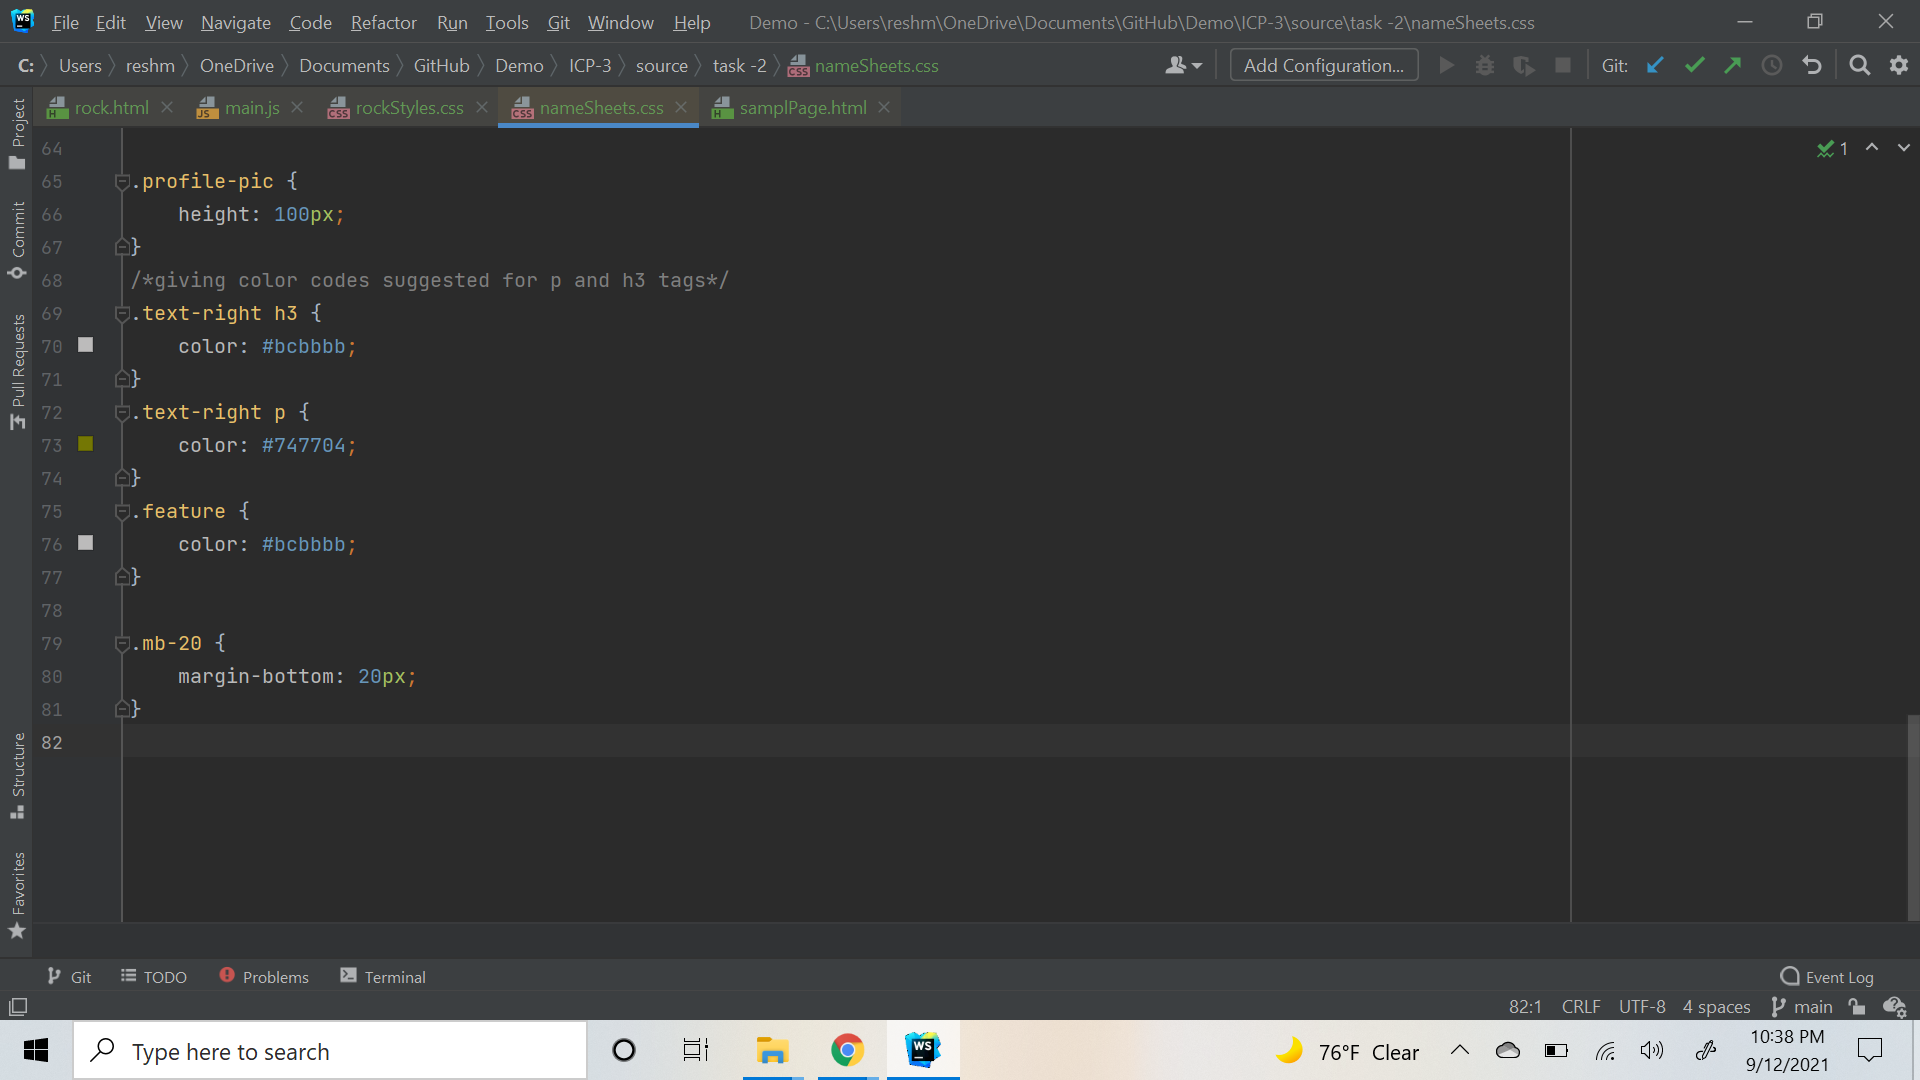 WS File Edit View Navigate Code Refactor Run Tools Git Window Help Demo - C:\Users\reshm\OneDrive\Documents\GitHub\Demo\ICP-3\source\task -2\nameSheets.css
C: Users reshm OneDrive Documents GitHub Demo ICP-3 source task -2 CSS nameSheets.css Add Configuration... Git:
H rock.html JS main.js CSS rockStyles.css CSS nameSheets.css H samplPage.html
Project
Commit
Pull Requests
Structure
Favorites
1
64
65 .profile-pic {
66 height: 100px;
67 }
68 /*giving color codes suggested for p and h3 tags*/
69 .text-right h3 {
70 color: #bcbbbb;
71 }
72 .text-right p {
73 color: #747704;
74 }
75 .feature {
76 color: #bcbbbb;
77 }
78
79 .mb-20 {
80 margin-bottom: 20px;
81 }
82
Git TODO Problems Terminal Event Log
82:1 CRLF UTF-8 4 spaces main
Type here to search WS 76°F Clear 10:38 PM
9/12/2021